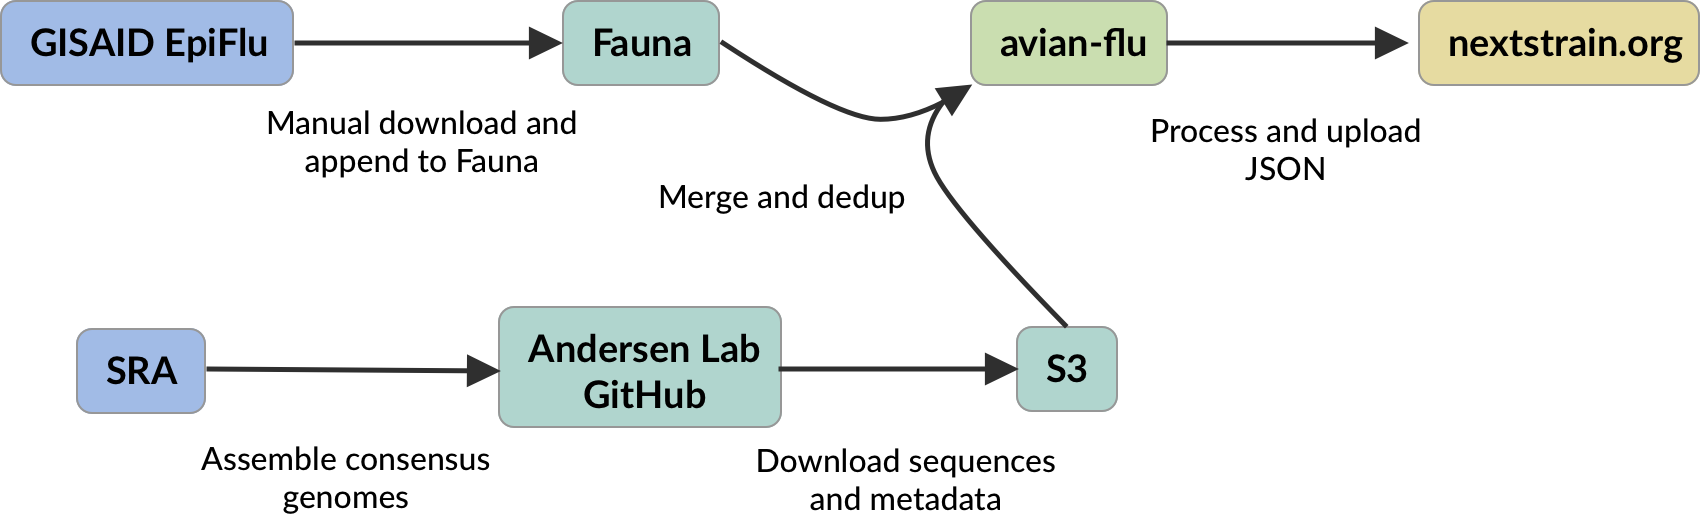 GISAID EpiFlu
Fauna
avian-flu
nextstrain.org
Manual download and
append to Fauna
Process and upload
JSON
Merge and dedup
SRA
Andersen Lab
GitHub
S3
Assemble consensus
genomes
Download sequences
and metadata